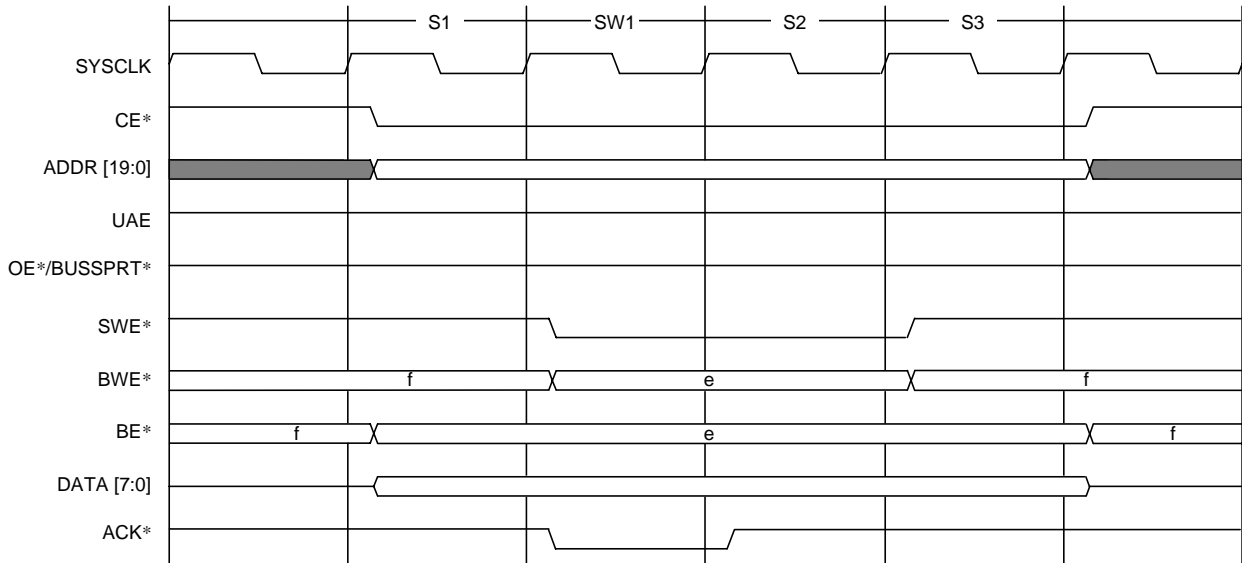 S1 SW1 S2 S3
SYSCLK
CE*
ADDR [19:0]
UAE
OE*/BUSSPRT*
SWE*
BWE* f e f
BE* f e f
DATA [7:0]
ACK*